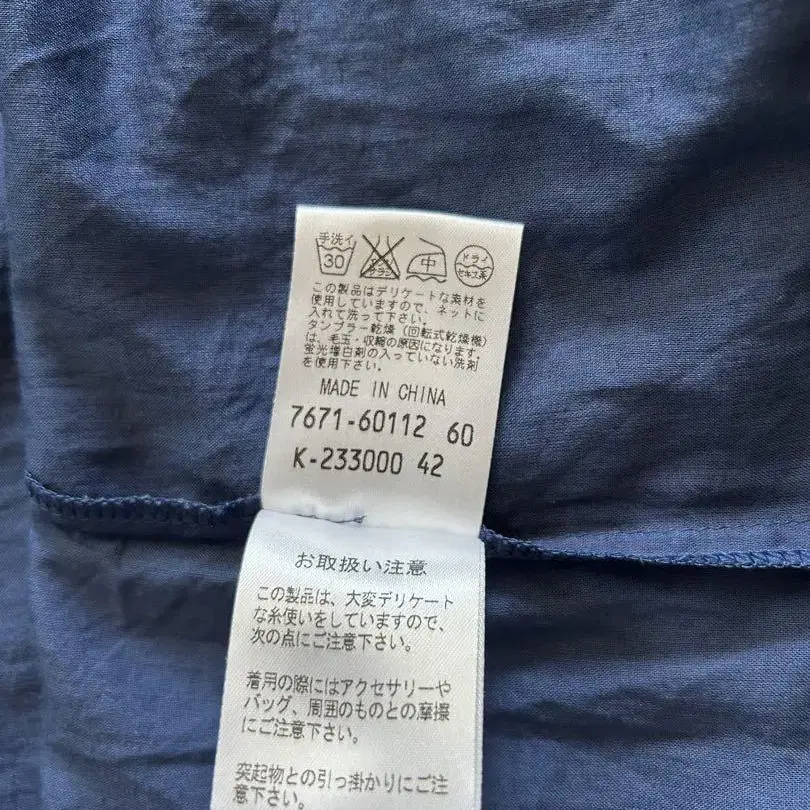 手洗イ
30
エンソ
サラシ
中
ドライ
セキユ系
この製品はデリケートな素材を
使用していますので、ネットに
入れて洗って下さい。
タンブラー乾燥(回転式乾燥機)
は、毛玉・収縮の原因になります。
蛍光増白剤の入っていない洗剤
を使用下さい。
MADE IN CHINA
7671-60112 60
K-233000 42
お取扱い注意
この製品は、大変デリケート
な糸使いをしていますので、
次の点にご注意下さい。
着用の際にはアクセサリーや
バッグ、周囲のものとの摩擦
にご注意下さい。
突起物との引っ掛かりにご注
意下さい。